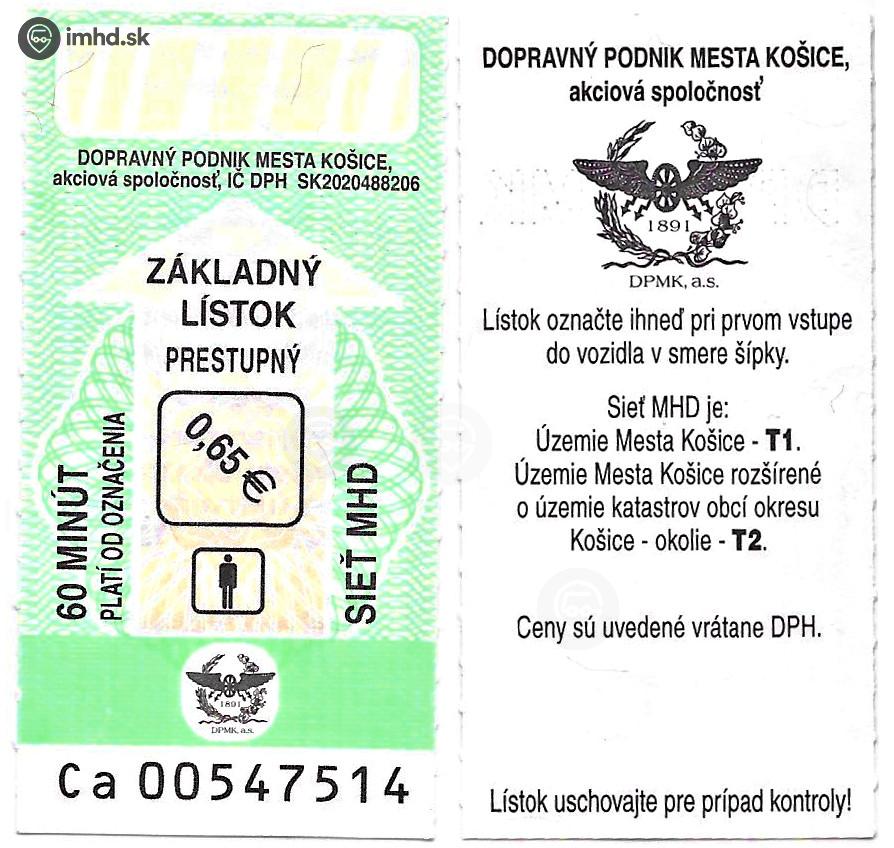 imhd.sk
DOPRAVNÝ PODNIK MESTA KOŠICE,
akciová spoločnosť, IČ DPH SK2020488206
ZÁKLADNÝ
LÍSTOK
PRESTUPNÝ
0,65 €
60 MINÚT
PLATÍ OD OZNAČENIA
SIEŤ MHD
1891
DPMK, a.s.
Ca 00547514
DOPRAVNÝ PODNIK MESTA KOŠICE,
akciová spoločnosť
1891
DPMK, a.s.
Lístok označte ihneď pri prvom vstupe
do vozidla v smere šípky.
Sieť MHD je:
Územie Mesta Košice - T1.
Územie Mesta Košice rozšírené
o územie katastrov obcí okresu
Košice - okolie - T2.
Ceny sú uvedené vrátane DPH.
Lístok uschovajte pre prípad kontroly!